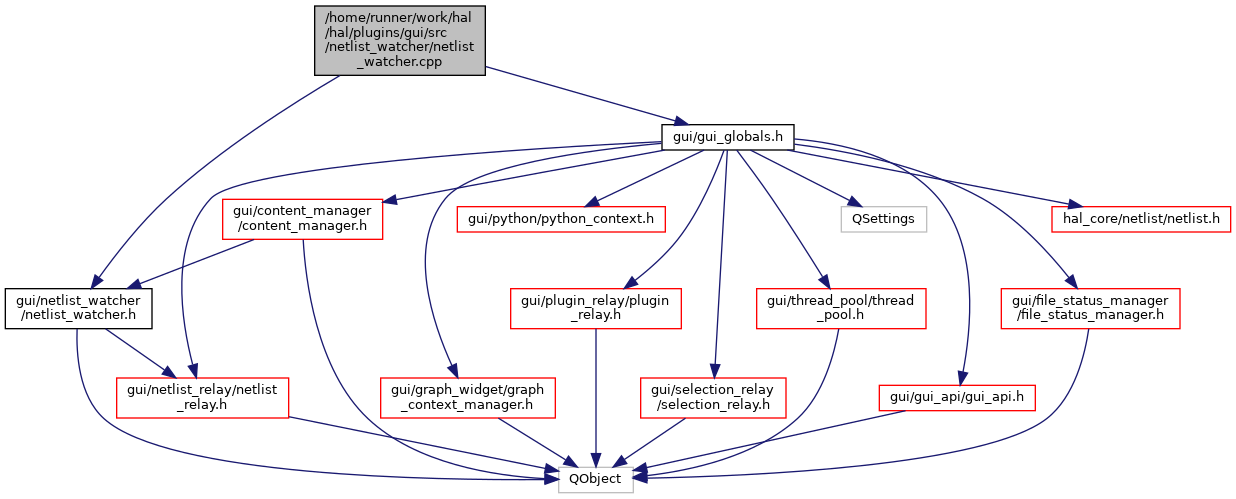 /home/runner/work/hal
/hal/plugins/gui/src
/netlist_watcher/netlist
_watcher.cpp
gui/gui_globals.h
gui/content_manager
/content_manager.h
gui/python/python_context.h
QSettings
hal_core/netlist/netlist.h
gui/netlist_watcher
/netlist_watcher.h
gui/plugin_relay/plugin
_relay.h
gui/thread_pool/thread
_pool.h
gui/file_status_manager
/file_status_manager.h
gui/netlist_relay/netlist
_relay.h
gui/graph_widget/graph
_context_manager.h
gui/selection_relay
/selection_relay.h
gui/gui_api/gui_api.h
QObject